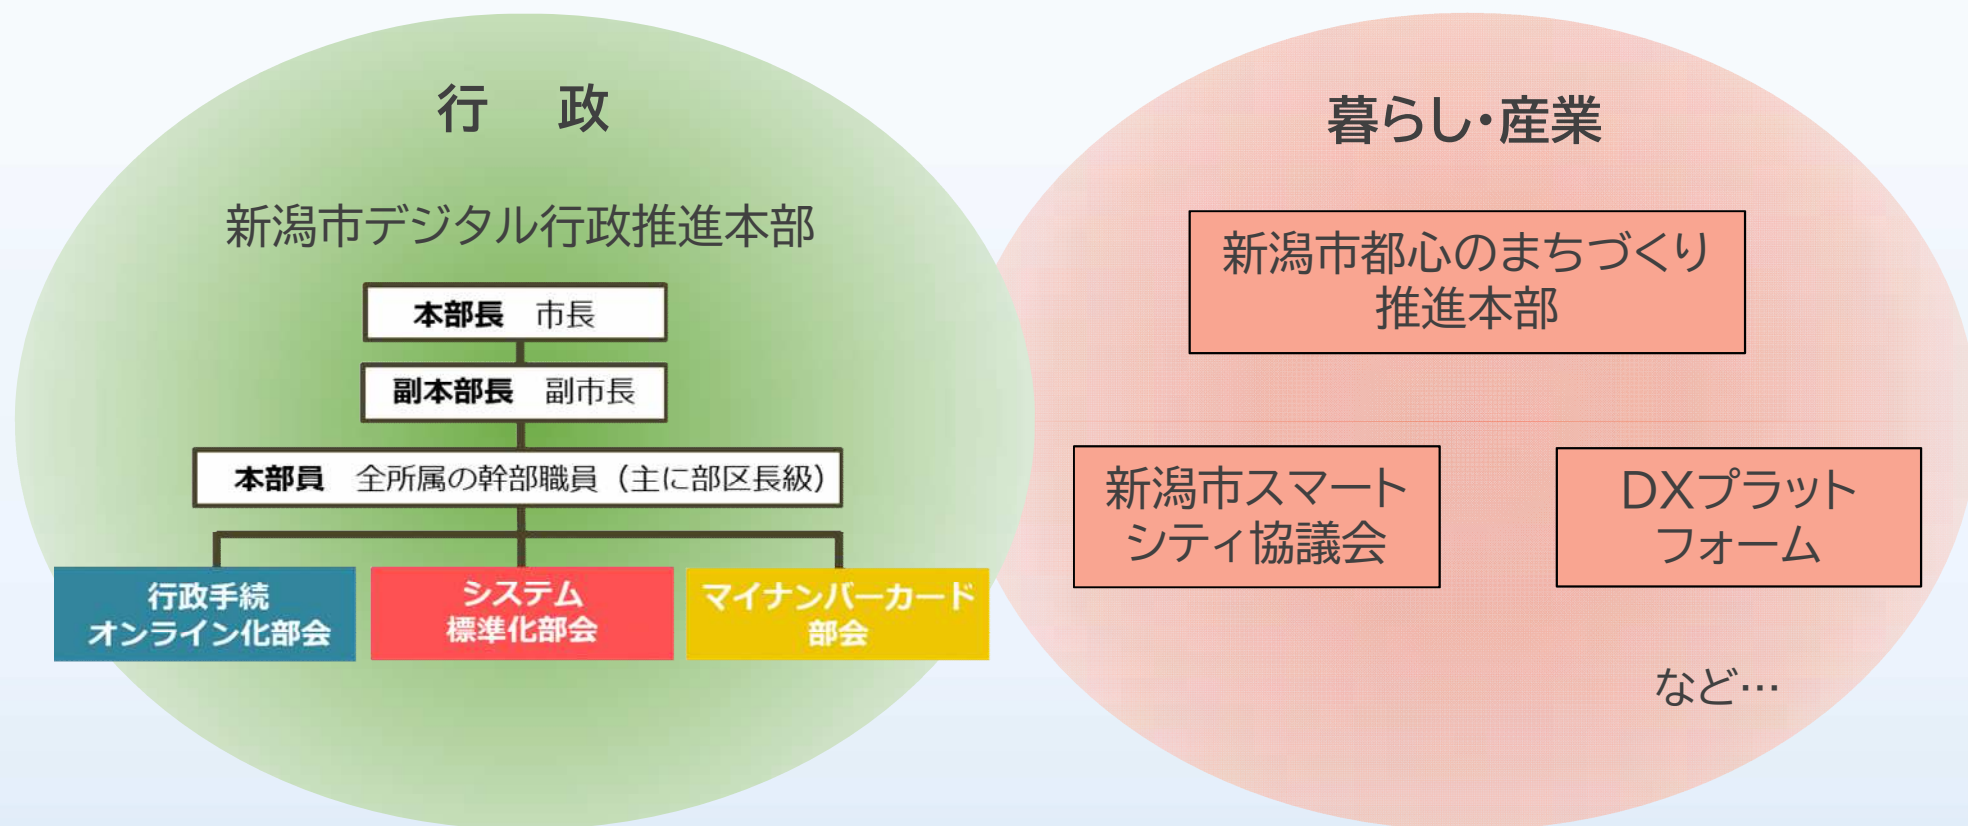 行　政
新潟市デジタル行政推進本部
本部長　市長
副本部長　副市長
本部員　全所属の幹部職員（主に部区長級）
行政手続
オンライン化部会
システム
標準化部会
マイナンバーカード
部会
暮らし・産業
新潟市都心のまちづくり
推進本部
新潟市スマート
シティ協議会
DXプラット
フォーム
など…